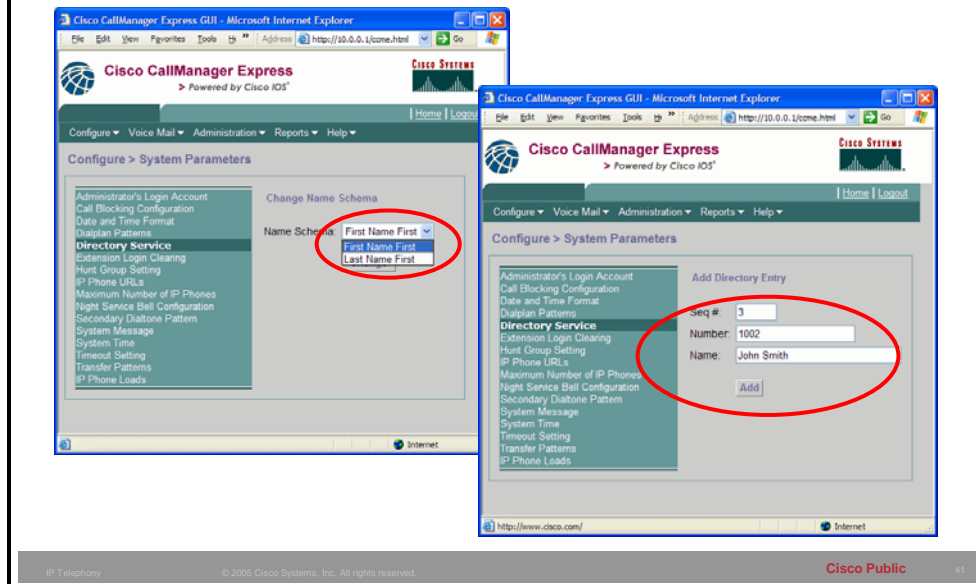 Cisco CallManager Express GUI - Microsoft Internet Explorer
File Edit View Favorites Tools H » Address http://10.0.0.1/ccme.html Go
Cisco CallManager Express
> Powered by Cisco IOS®
CISCO SYSTEMS
| Home | Logou
Configure Voice Mail Administration Reports Help
Configure > System Parameters
Administrator's Login Account
Call Blocking Configuration
Date and Time Format
Dialplan Patterns
Directory Service
Extension Login Clearing
Hunt Group Setting
IP Phone URLs
Maximum Number of IP Phones
Night Service Bell Configuration
Secondary Dialtone Pattern
System Message
System Time
Timeout Setting
Transfer Patterns
IP Phone Loads
Change Name Schema
Name Schema: First Name First
First Name First
Last Name First
Internet
Cisco CallManager Express GUI - Microsoft Internet Explorer
File Edit View Favorites Tools H » Address http://10.0.0.1/ccme.html Go
Cisco CallManager Express
> Powered by Cisco IOS®
CISCO SYSTEMS
| Home | Logout
Configure Voice Mail Administration Reports Help
Configure > System Parameters
Administrator's Login Account
Call Blocking Configuration
Date and Time Format
Dialplan Patterns
Directory Service
Extension Login Clearing
Hunt Group Setting
IP Phone URLs
Maximum Number of IP Phones
Night Service Bell Configuration
Secondary Dialtone Pattern
System Message
System Time
Timeout Setting
Transfer Patterns
IP Phone Loads
Add Directory Entry
Seq #: 3
Number: 1002
Name: John Smith
Add
http://www.cisco.com/ Internet
IP Telephony © 2005 Cisco Systems, Inc. All rights reserved. Cisco Public 41